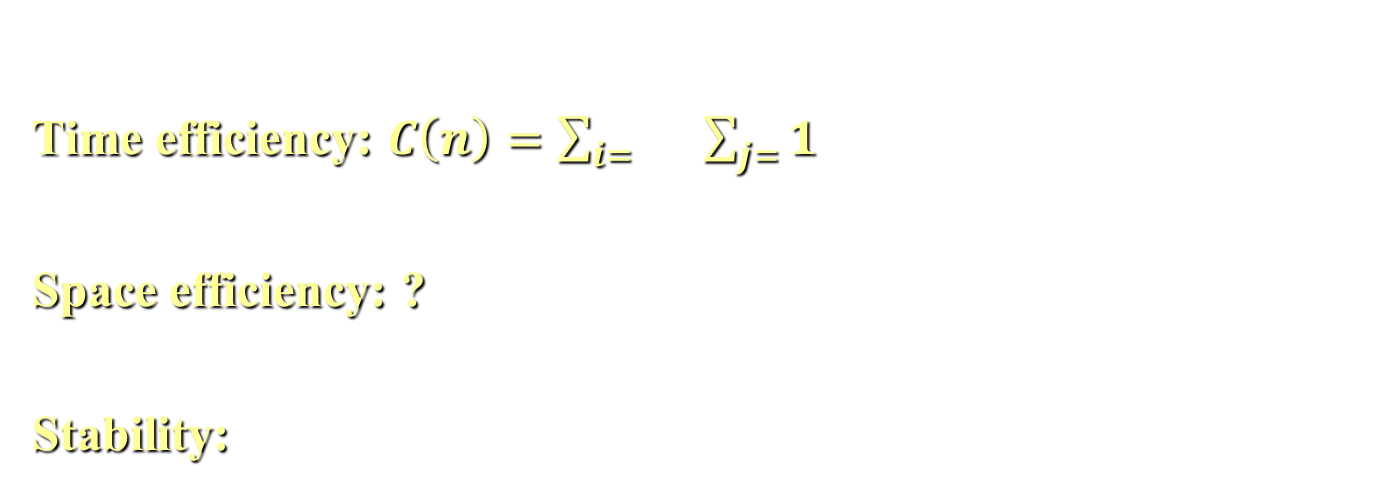 Time efficiency: C(n) = ∑i= ∑j= 1
Space efficiency: ?
Stability: